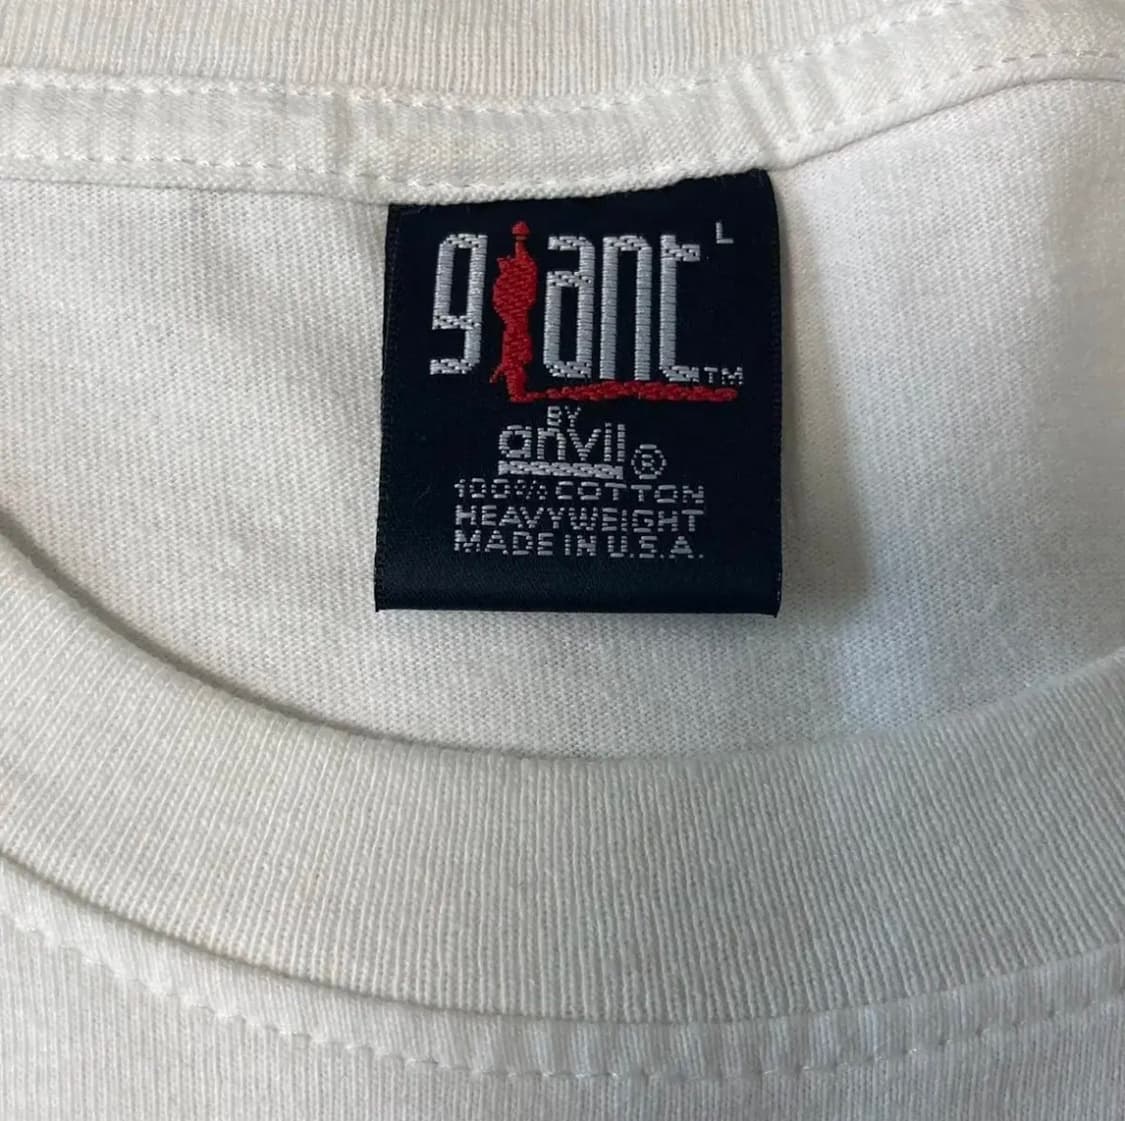 giant L
TM
BY
anvil®
100% COTTON
HEAVYWEIGHT
MADE IN U.S.A.